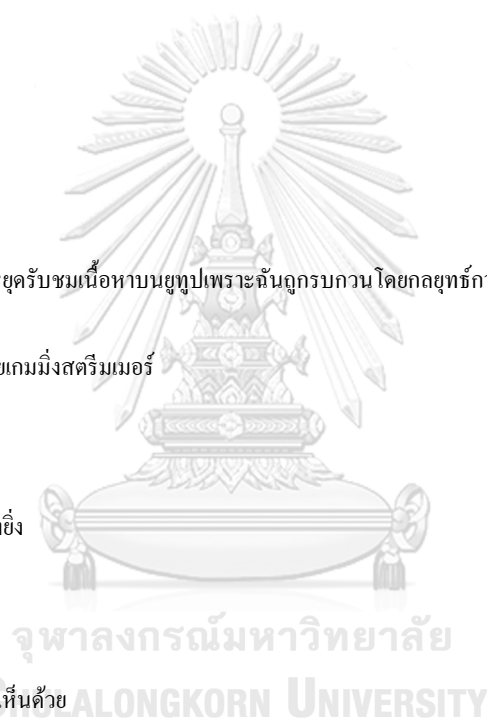 หยุดรับชมเนื้อหาบนยูทูปเพราะฉันถูกรบกวนโดยกลยุทธ์กา
ยเกมมิ่งสตรีมเมอร์
ยิ่ง
จุฬาลงกรณ์มหาวิทยาลัย
เห็นด้วย
CHULALONGKORN UNIVERSITY